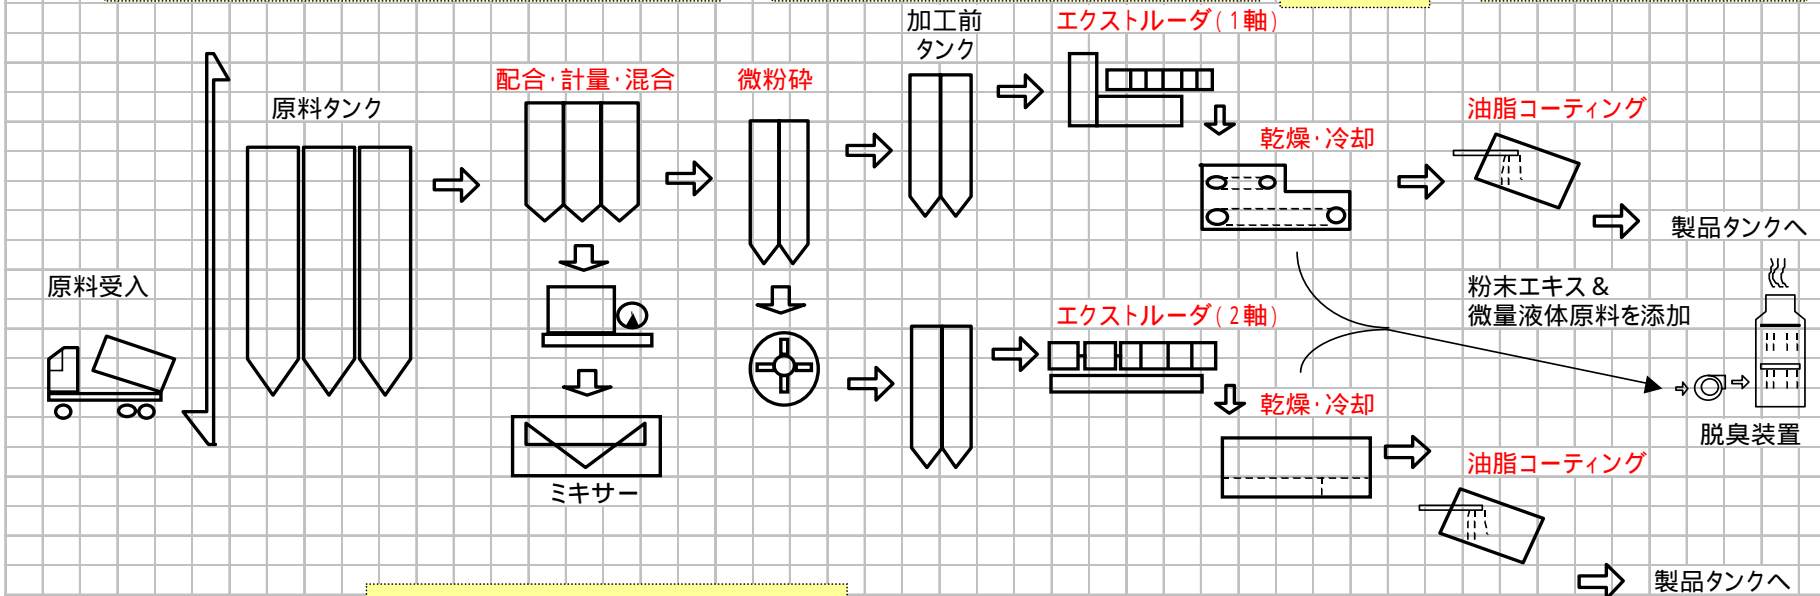 原料受入
原料タンク
配合・計量・混合
ミキサー
微粉砕
加工前
タンク
エクストルーダ(1軸)
乾燥・冷却
油脂コーティング
製品タンクへ
粉末エキス&
微量液体原料を添加
脱臭装置
エクストルーダ(2軸)
乾燥・冷却
油脂コーティング
製品タンクへ